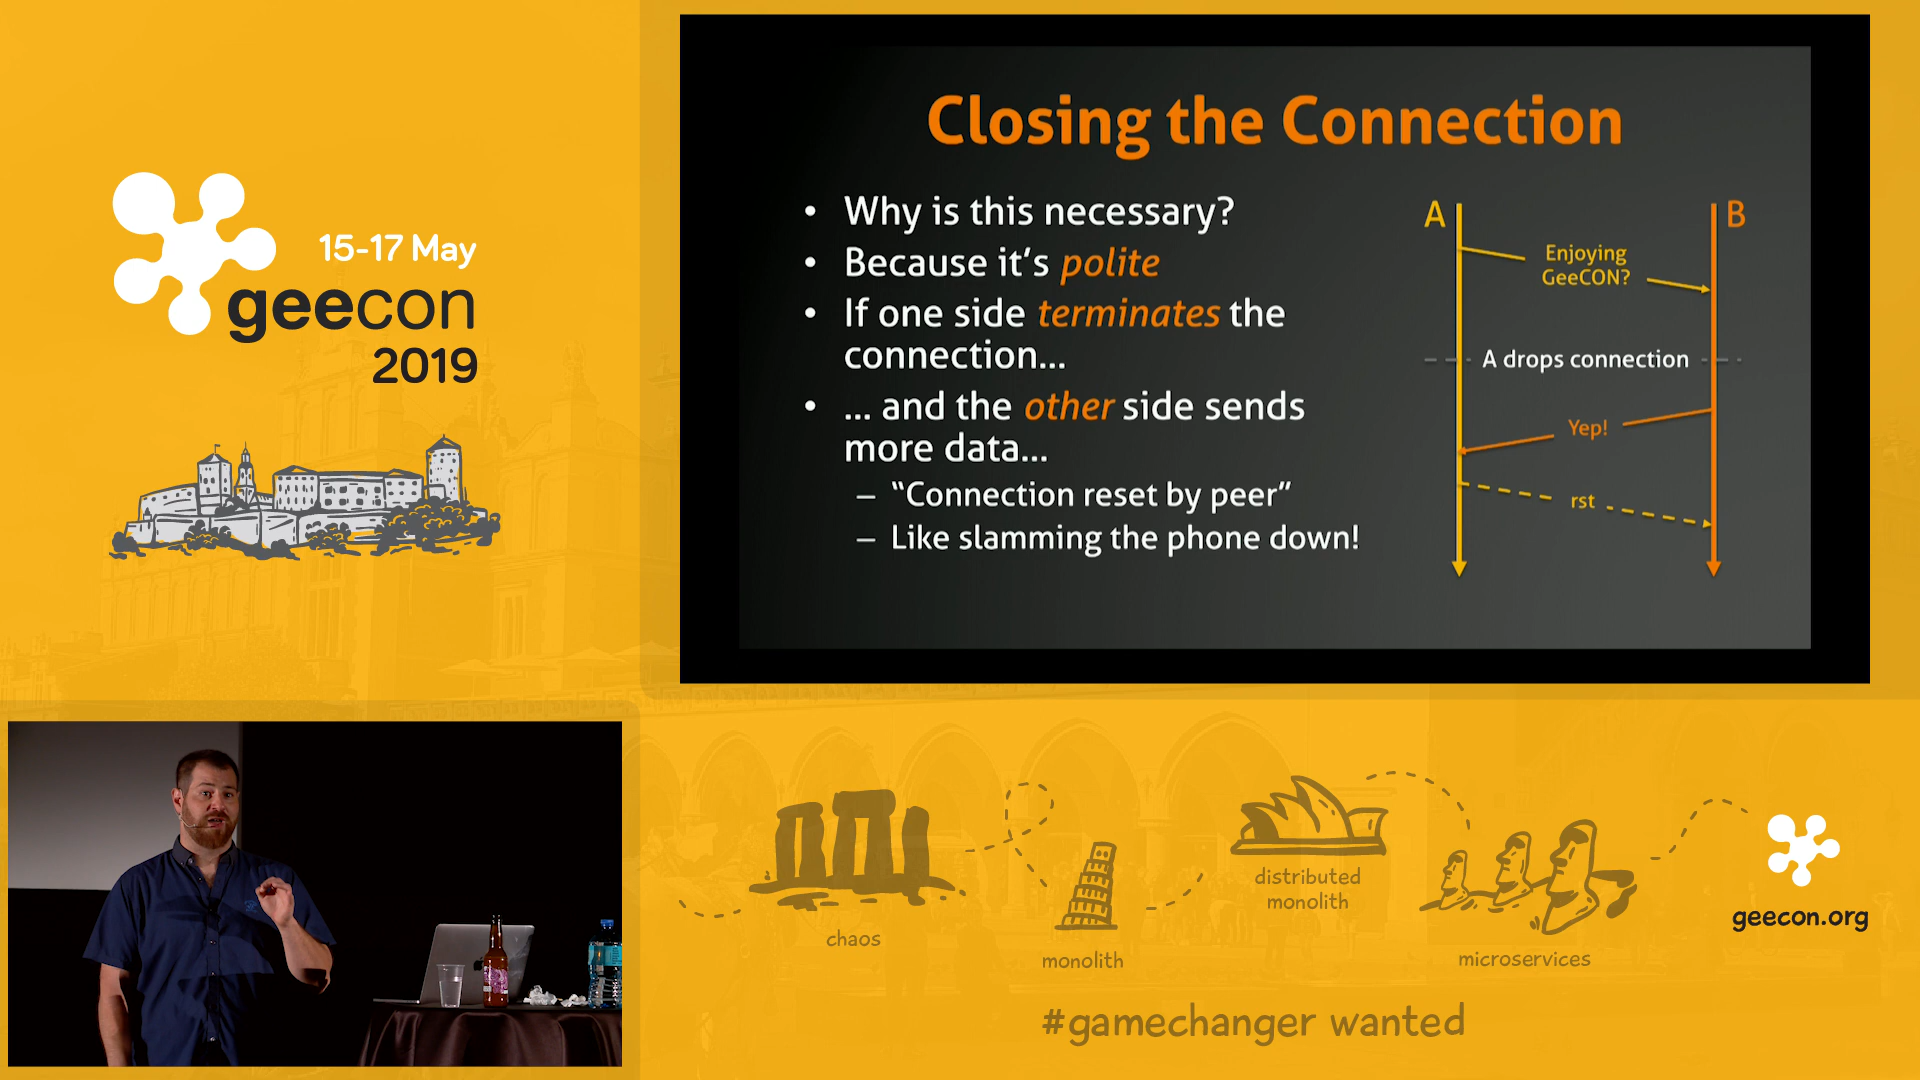 15-17 May
geecon
2019
Closing the Connection
• Why is this necessary?
• Because it's polite
• If one side terminates the
connection...
• ... and the other side sends
more data...
– “Connection reset by peer”
– Like slamming the phone down!
A
B
Enjoying
GeeCON?
A drops connection
Yep!
rst
chaos
monolith
distributed
monolith
microservices
geecon.org
#gamechanger wanted